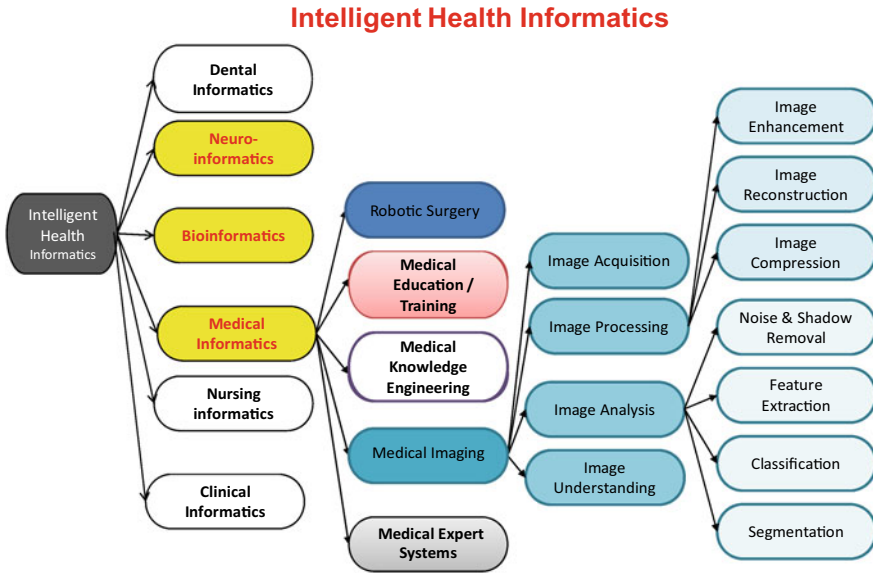 Intelligent Health Informatics
Intelligent
Health
Informatics
Dental
Informatics
Neuro-
informatics
Bioinformatics
Medical
Informatics
Nursing
informatics
Clinical
Informatics
Robotic Surgery
Medical
Education /
Training
Medical
Knowledge
Engineering
Medical Imaging
Medical Expert
Systems
Image Acquisition
Image Processing
Image Analysis
Image
Understanding
Image
Enhancement
Image
Reconstruction
Image
Compression
Noise & Shadow
Removal
Feature
Extraction
Classification
Segmentation